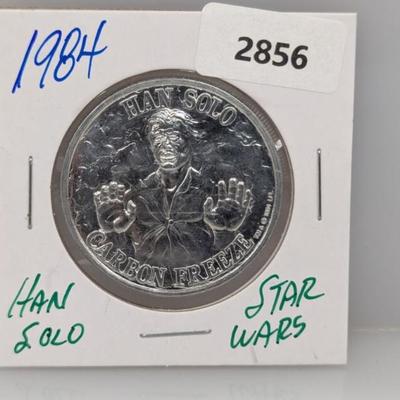 1984
2856
HAN SOLO
CARBON FREEZE
HAN
SOLO
STAR
WARS